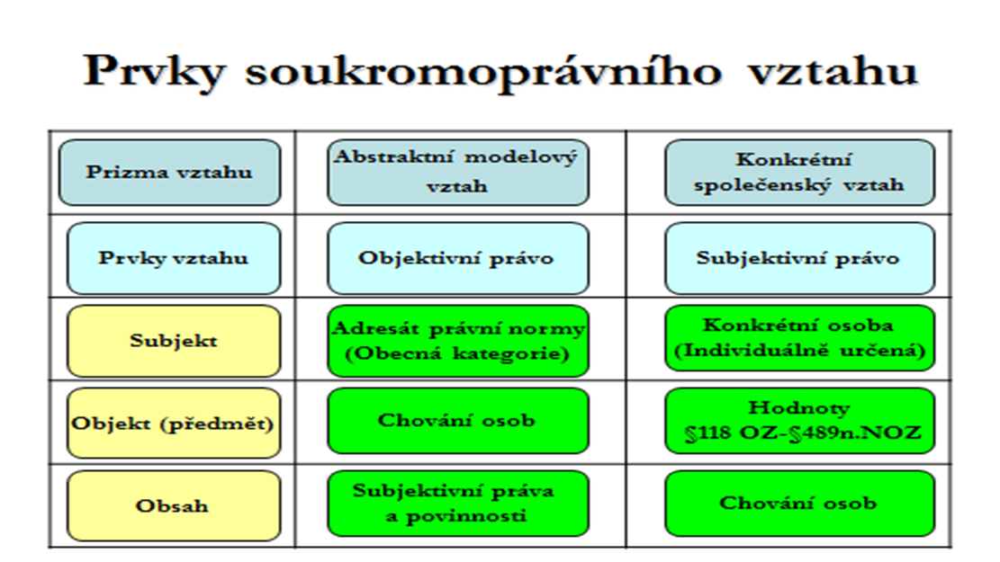 Prvky soukromoprávního vztahu
Prizma vztahu
Abstraktní modelový
vztah
Konkrétní
společenský vztah
Prvky vztahu
Objektivní právo
Subjektivní právo
Subjekt
Adresát právní normy
(Obecná kategorie)
Konkrétní osoba
(Individuálně určená)
Objekt (předmět)
Chování osob
Hodnoty
§118 OZ-§489n.NOZ
Obsah
Subjektivní práva
a povinnosti
Chování osob